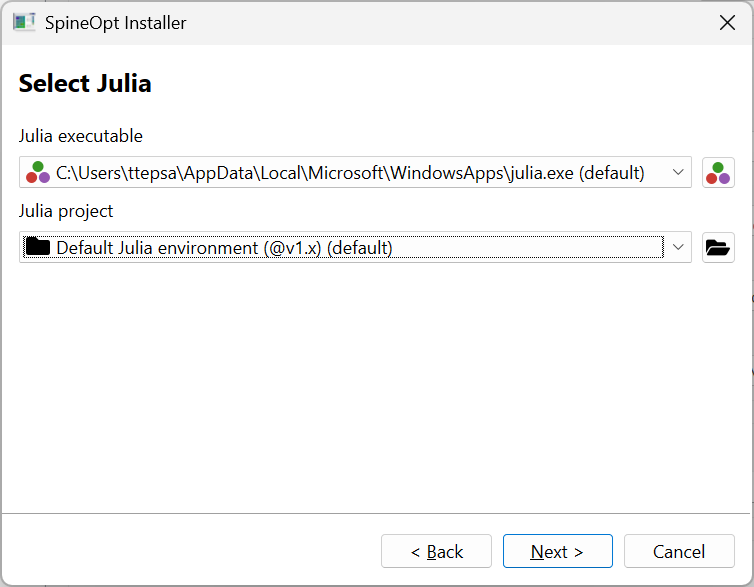 SpineOpt Installer
Select Julia
Julia executable
C:\Users\ttepsa\AppData\Local\Microsoft\WindowsApps\julia.exe (default)
Julia project
Default Julia environment (@v1.x) (default)
< Back
Next >
Cancel